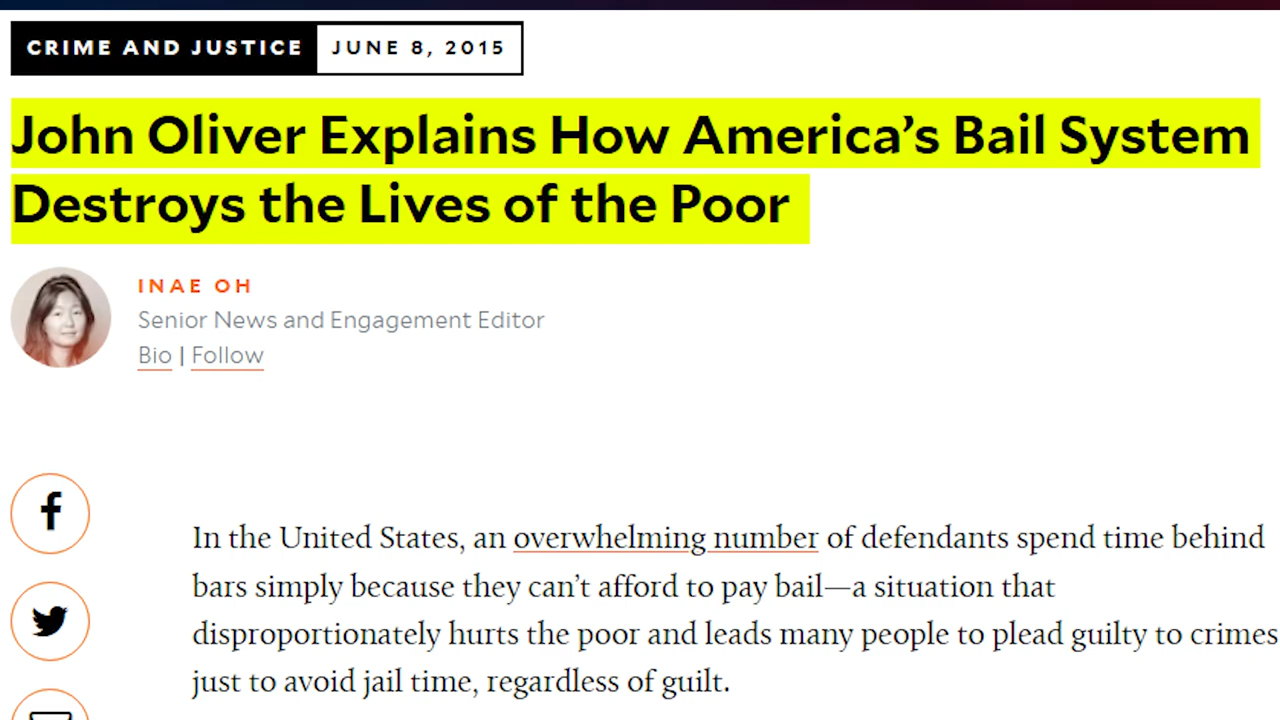 CRIME AND JUSTICE JUNE 8, 2015
John Oliver Explains How America’s Bail System
Destroys the Lives of the Poor
INAE OH
Senior News and Engagement Editor
Bio | Follow
In the United States, an overwhelming number of defendants spend time behind
bars simply because they can’t afford to pay bail—a situation that
disproportionately hurts the poor and leads many people to plead guilty to crimes
just to avoid jail time, regardless of guilt.